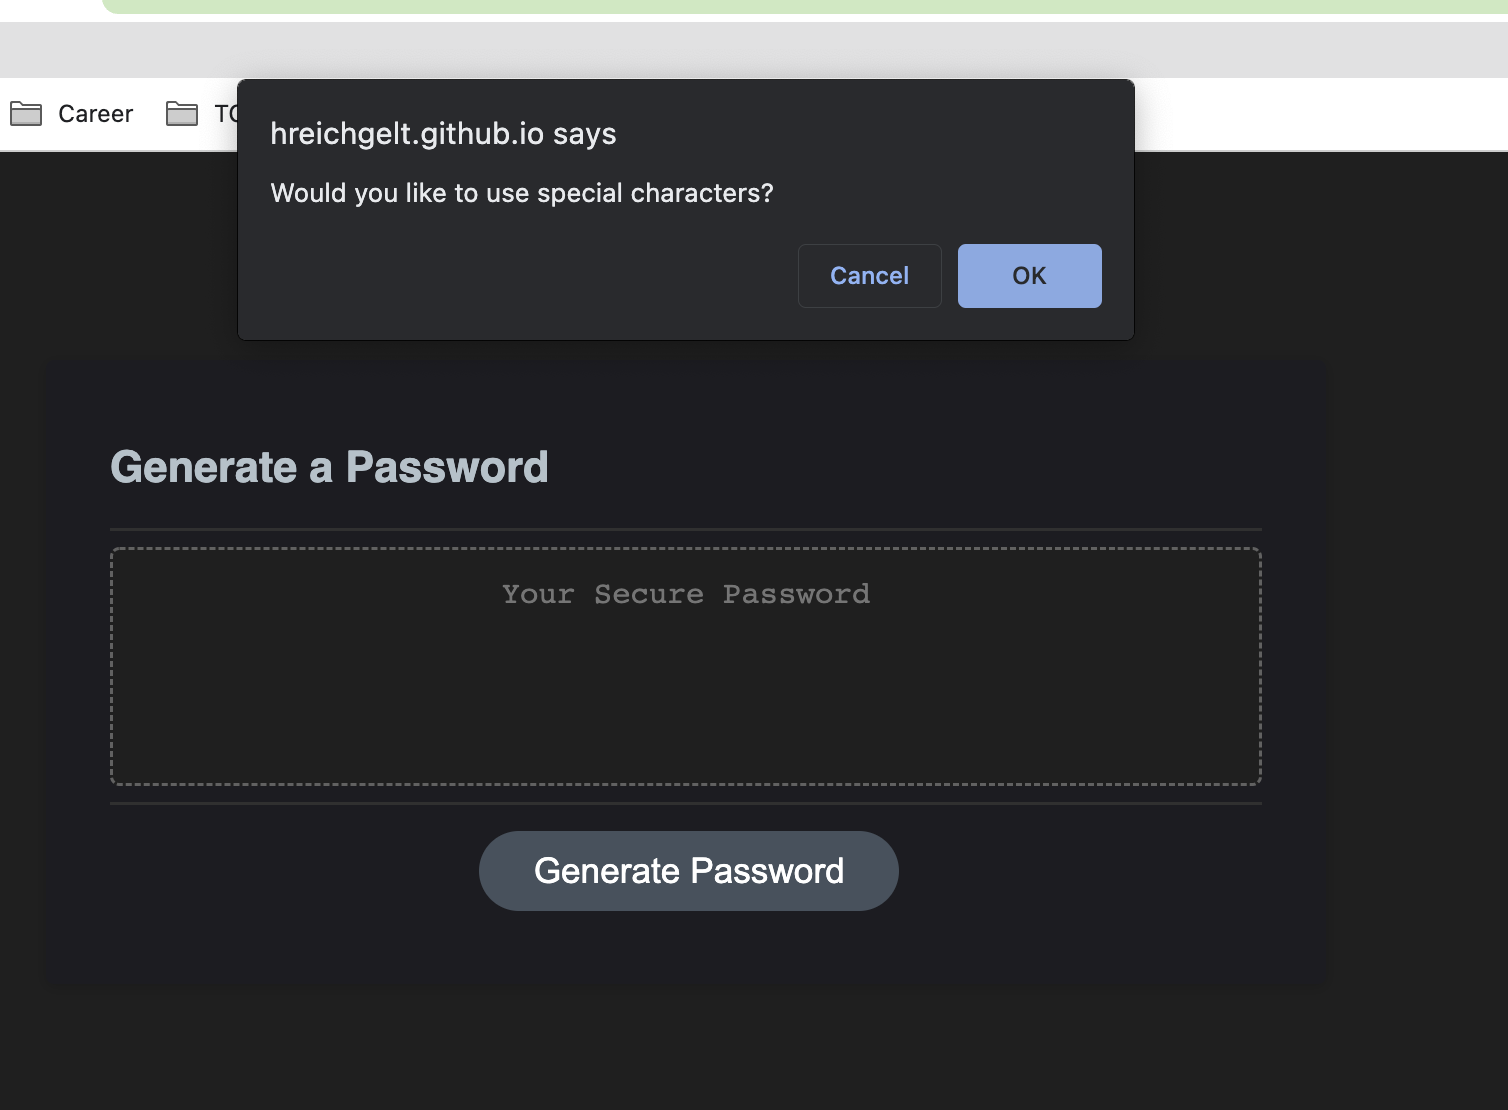 Career
hreichgelt.github.io says
Would you like to use special characters?
Cancel
OK
Generate a Password
Your Secure Password
Generate Password